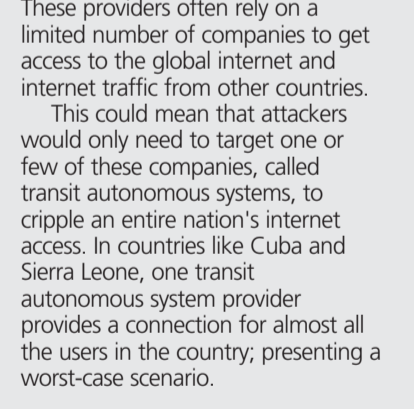 These providers often rely on a
limited number of companies to get
access to the global internet and
internet traffic from other countries.
This could mean that attackers
would only need to target one or
few of these companies, called
transit autonomous systems, to
cripple an entire nation's internet
access. In countries like Cuba and
Sierra Leone, one transit
autonomous system provider
provides a connection for almost all
the users in the country; presenting a
worst-case scenario.